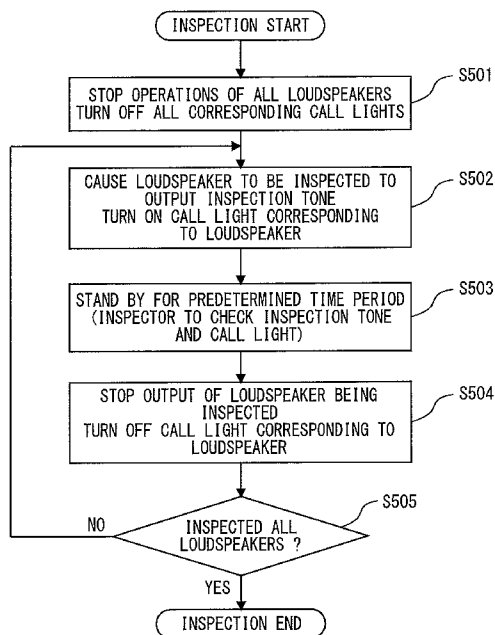 INSPECTION START
S501
STOP OPERATIONS OF ALL LOUDSPEAKERS
TURN OFF ALL CORRESPONDING CALL LIGHTS
S502
CAUSE LOUDSPEAKER TO BE INSPECTED TO
OUTPUT INSPECTION TONE
TURN ON CALL LIGHT CORRESPONDING
TO LOUDSPEAKER
S503
STAND BY FOR PREDETERMINED TIME PERIOD
(INSPECTOR TO CHECK INSPECTION TONE
AND CALL LIGHT)
S504
STOP OUTPUT OF LOUDSPEAKER BEING
INSPECTED
TURN OFF CALL LIGHT CORRESPONDING TO
LOUDSPEAKER
S505
NO
INSPECTED ALL
LOUDSPEAKERS ?
YES
INSPECTION END